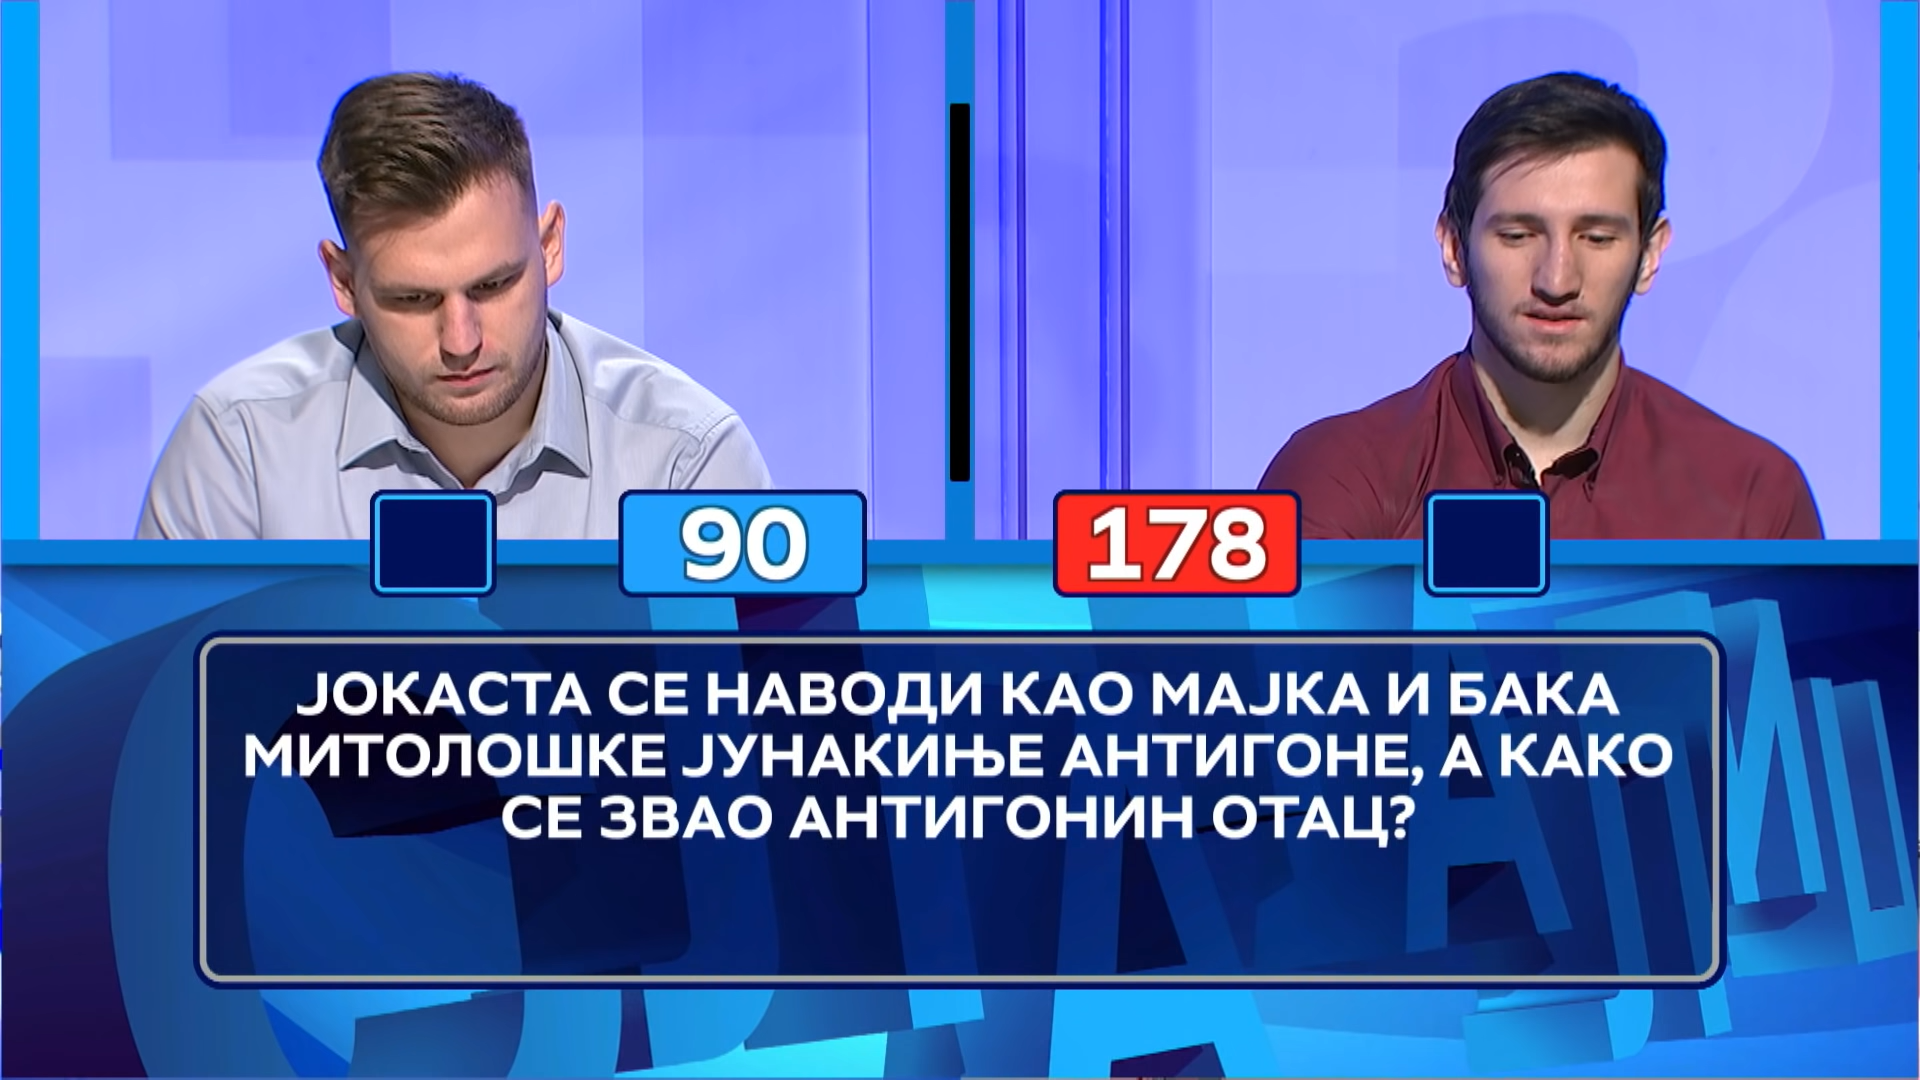 90
178
ЈОКАСТА СЕ НАВОДИ КАО МАЈКА И БАКА
МИТОЛОШКЕ ЈУНАКИЊЕ АНТИГОНЕ, А КАКО
СЕ ЗВАО АНТИГОНИН ОТАЦ?